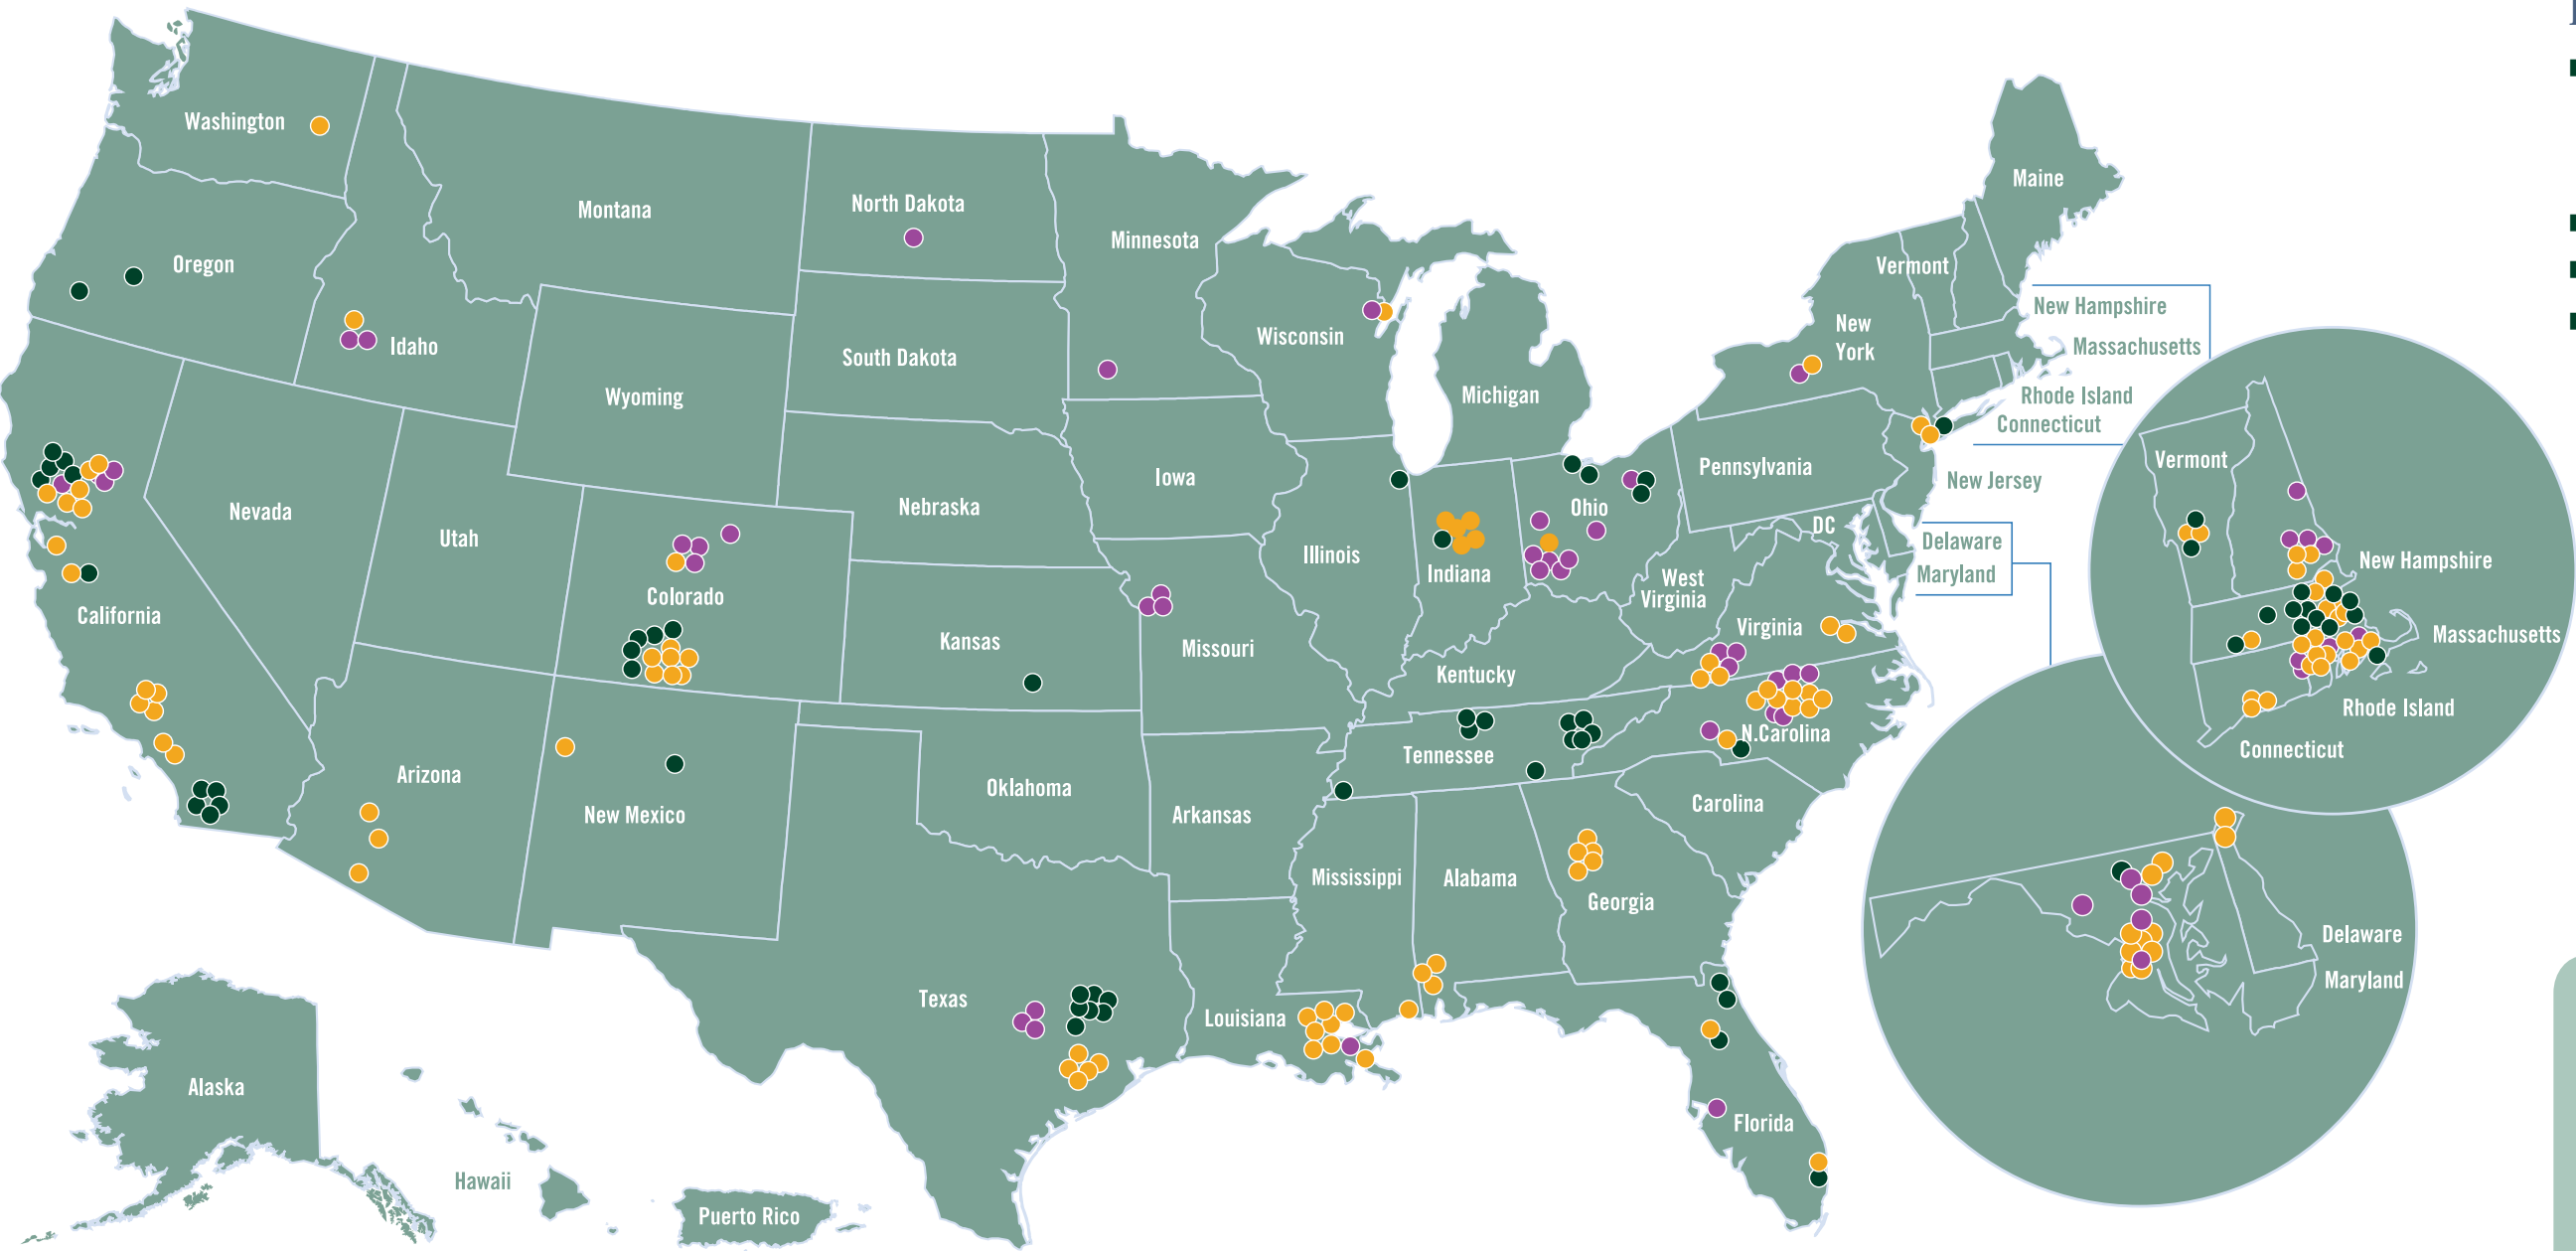 Washington
Montana
North Dakota
Minnesota
Maine
Oregon
Idaho
Wyoming
South Dakota
Wisconsin
Michigan
New
York
Vermont
New Hampshire
Massachusetts
Rhode Island
Connecticut
New Jersey
Pennsylvania
Nevada
Utah
Colorado
Nebraska
Iowa
Illinois
Indiana
Ohio
West
Virginia
DC
Delaware
Maryland
California
Kansas
Missouri
Kentucky
Virginia
Arizona
New Mexico
Oklahoma
Arkansas
Tennessee
N.Carolina
Carolina
Mississippi
Alabama
Georgia
Texas
Louisiana
Florida
Alaska
Hawaii
Puerto Rico
Vermont
New Hampshire
Massachusetts
Rhode Island
Connecticut
Delaware
Maryland